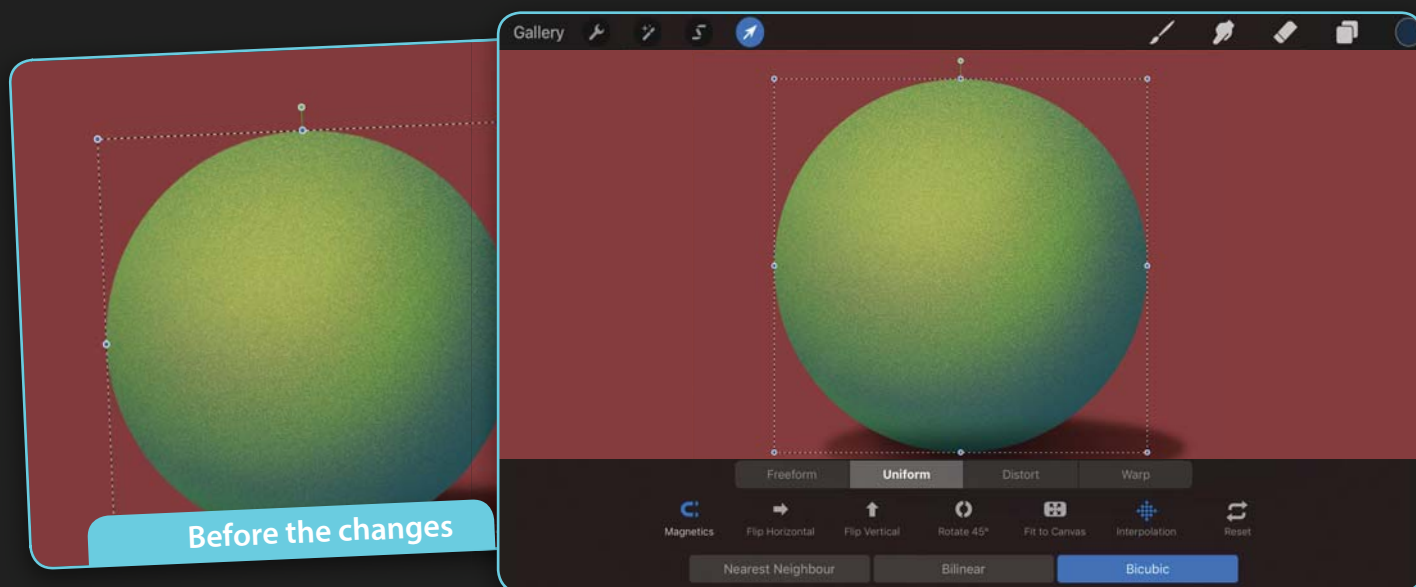 Gallery
Before the changes
Freeform Uniform Distort Warp
Magnetics Flip Horizontal Flip Vertical Rotate 45° Fit to Canvas Interpolation Reset
Nearest Neighbour Bilinear Bicubic